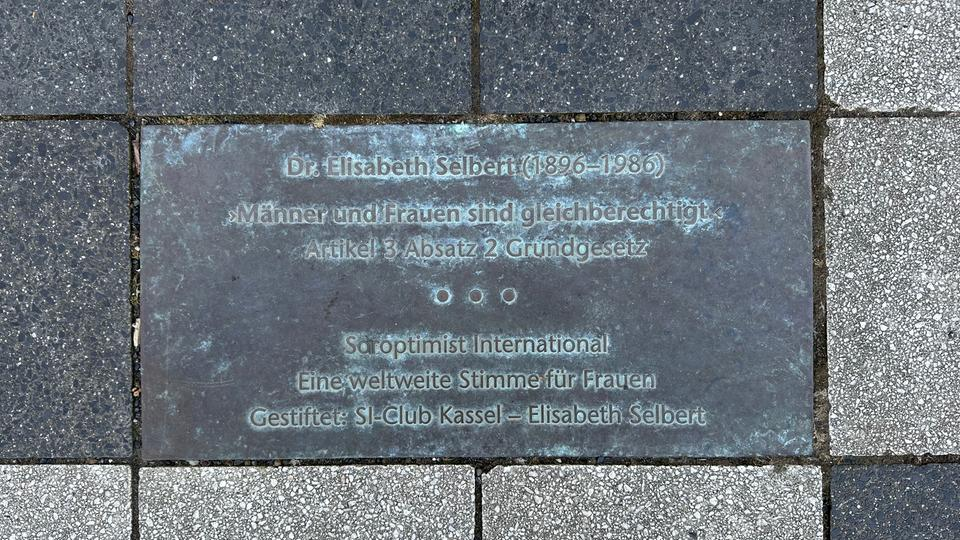 Dr. Elisabeth Selbert (1896–1986)
›Männer und Frauen sind gleichberechtigt‹
Artikel 3 Absatz 2 Grundgesetz
Soroptimist International
Eine weltweite Stimme für Frauen
Gestiftet: SI-Club Kassel – Elisabeth Selbert